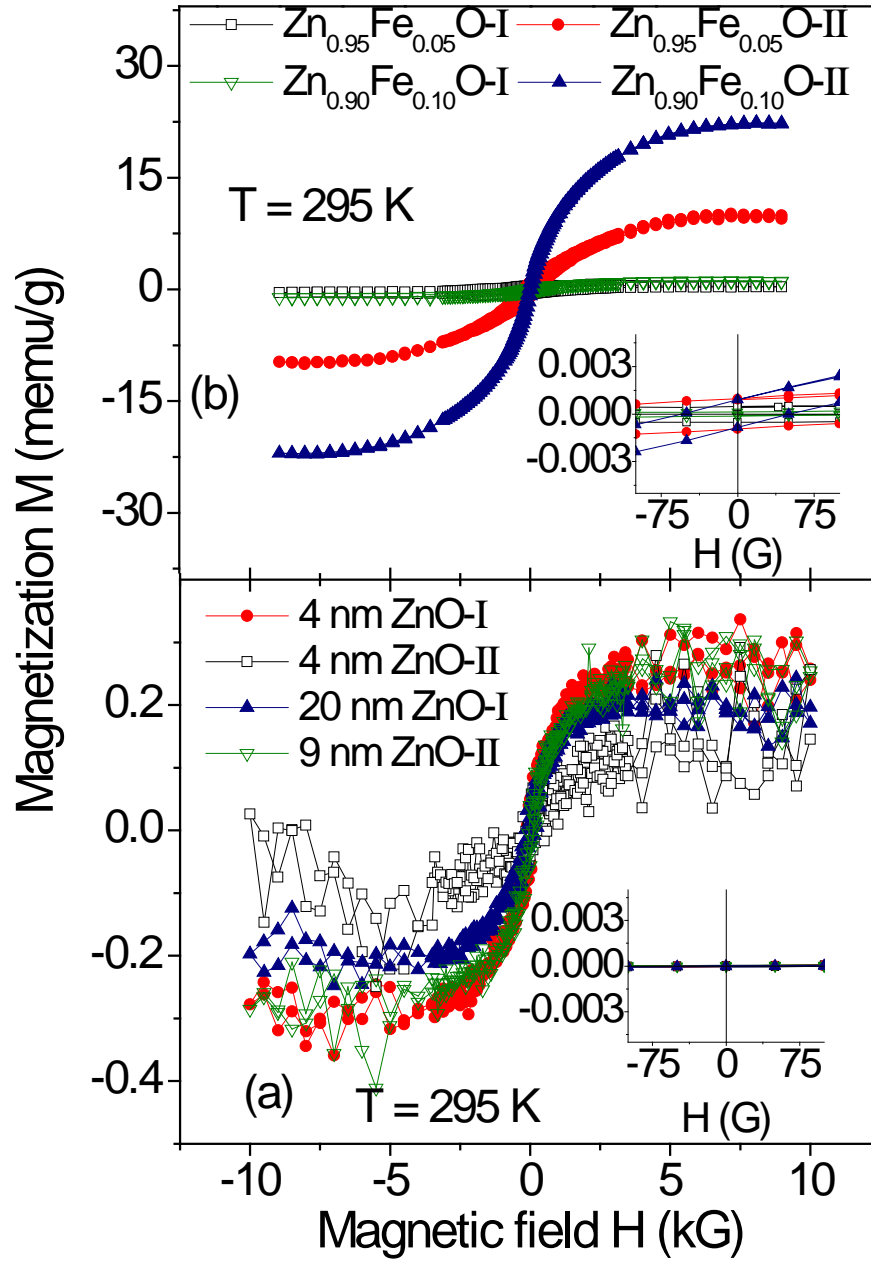 Zn0.95Fe0.05O-I Zn0.95Fe0.05O-II
Zn0.90Fe0.10O-I Zn0.90Fe0.10O-II
30
15
0
-15
-30
T = 295 K
(b)
0.003
0.000
-0.003
-75 0 75
H (G)
Magnetization M (memu/g)
4 nm ZnO-I
4 nm ZnO-II
20 nm ZnO-I
9 nm ZnO-II
0.2
0.0
-0.2
-0.4
0.003
0.000
-0.003
-75 0 75
H (G)
(a)
T = 295 K
-10 -5 0 5 10
Magnetic field H (kG)